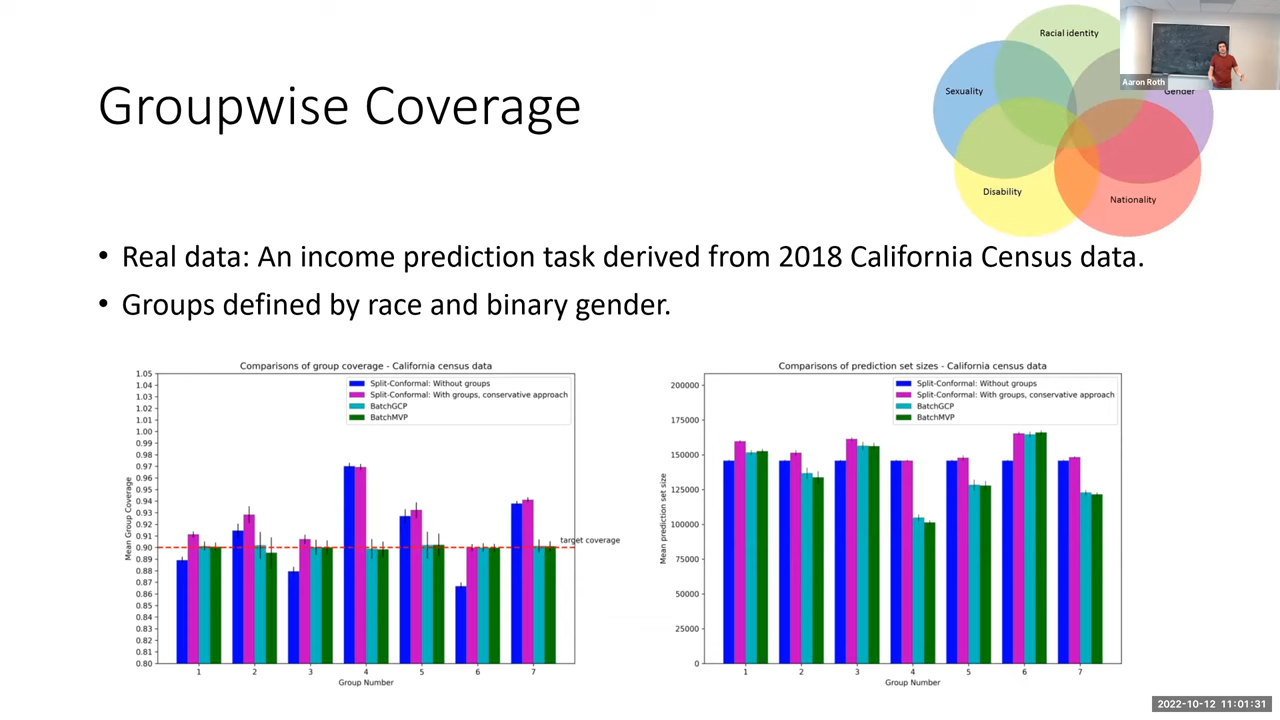 Groupwise Coverage
Racial identity
Sexuality
Gender
Disability
Nationality
Aaron Roth
• Real data: An income prediction task derived from 2018 California Census data.
• Groups defined by race and binary gender.
Comparisons of group coverage - California census data
Split-Conformal: Without groups
Split-Conformal: With groups, conservative approach
BatchGCP
BatchMVP
Mean Group Coverage
1.05
1.04
1.03
1.02
1.01
1.00
0.99
0.98
0.97
0.96
0.95
0.94
0.93
0.92
0.91
0.90
0.89
0.88
0.87
0.86
0.85
0.84
0.83
0.82
0.81
0.80
target coverage
1 2 3 4 5 6 7
Group Number
Comparisons of prediction set sizes - California census data
Split-Conformal: Without groups
Split-Conformal: With groups, conservative approach
BatchGCP
BatchMVP
Mean prediction set size
200000
175000
150000
125000
100000
75000
50000
25000
0
1 2 3 4 5 6 7
Group Number
2022-10-12 11:01:31